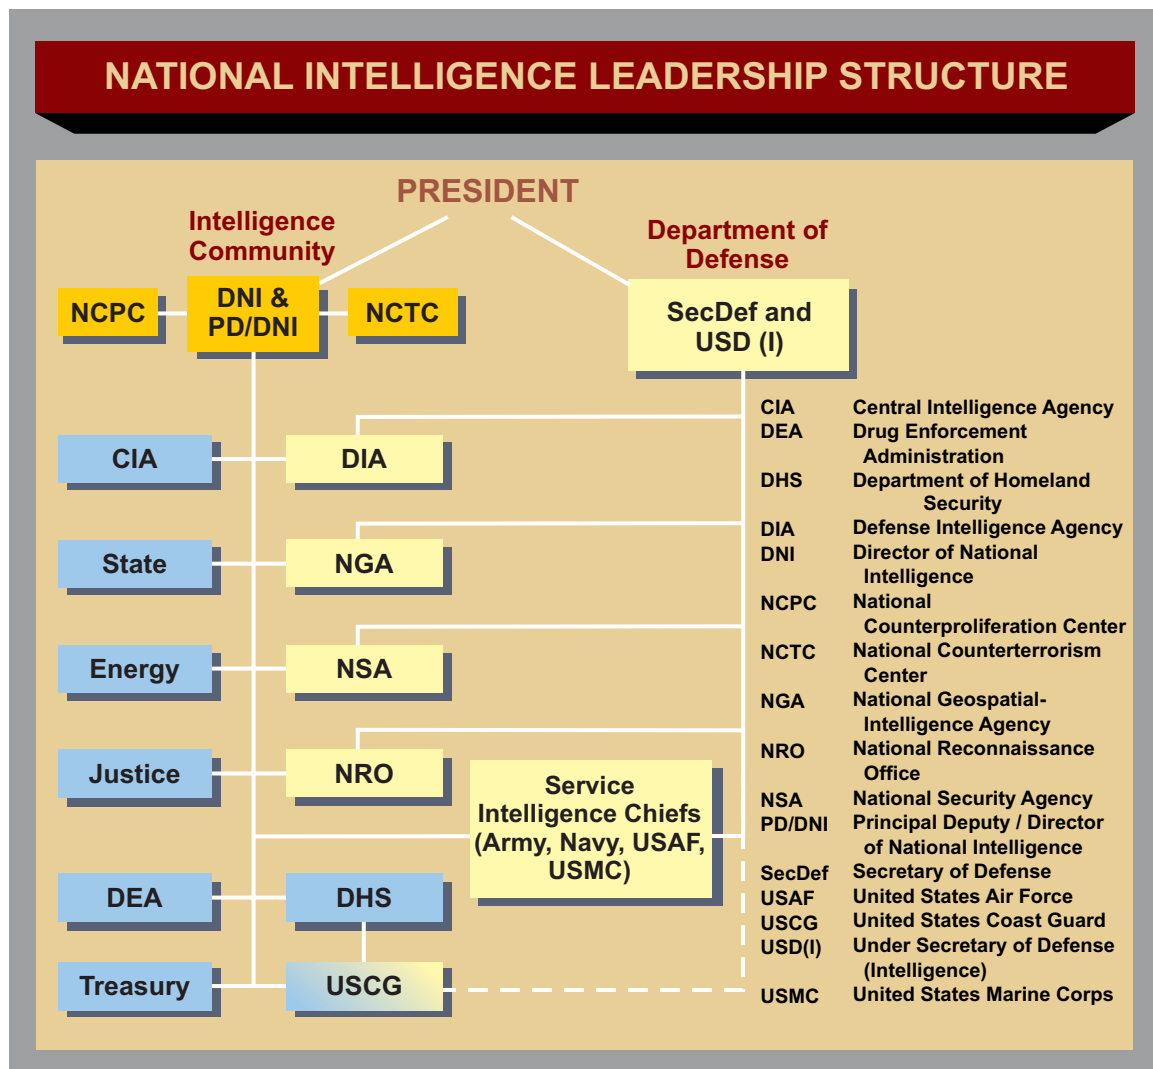 NATIONAL INTELLIGENCE LEADERSHIP STRUCTURE
PRESIDENT
Intelligence
Community
Department of
Defense
NCPC
DNI &
PD/DNI
NCTC
SecDef and
USD (I)
CIA
DIA
State
NGA
Energy
NSA
Justice
NRO
Service
Intelligence Chiefs
(Army, Navy, USAF,
USMC)
DEA
DHS
Treasury
USCG
CIA Central Intelligence Agency
DEA Drug Enforcement
Administration
DHS Department of Homeland
Security
DIA Defense Intelligence Agency
DNI Director of National
Intelligence
NCPC National
Counterproliferation Center
NCTC National Counterterrorism
Center
NGA National Geospatial-
Intelligence Agency
NRO National Reconnaissance
Office
NSA National Security Agency
PD/DNI Principal Deputy / Director
of National Intelligence
SecDef Secretary of Defense
USAF United States Air Force
USCG United States Coast Guard
USD(I) Under Secretary of Defense
(Intelligence)
USMC United States Marine Corps